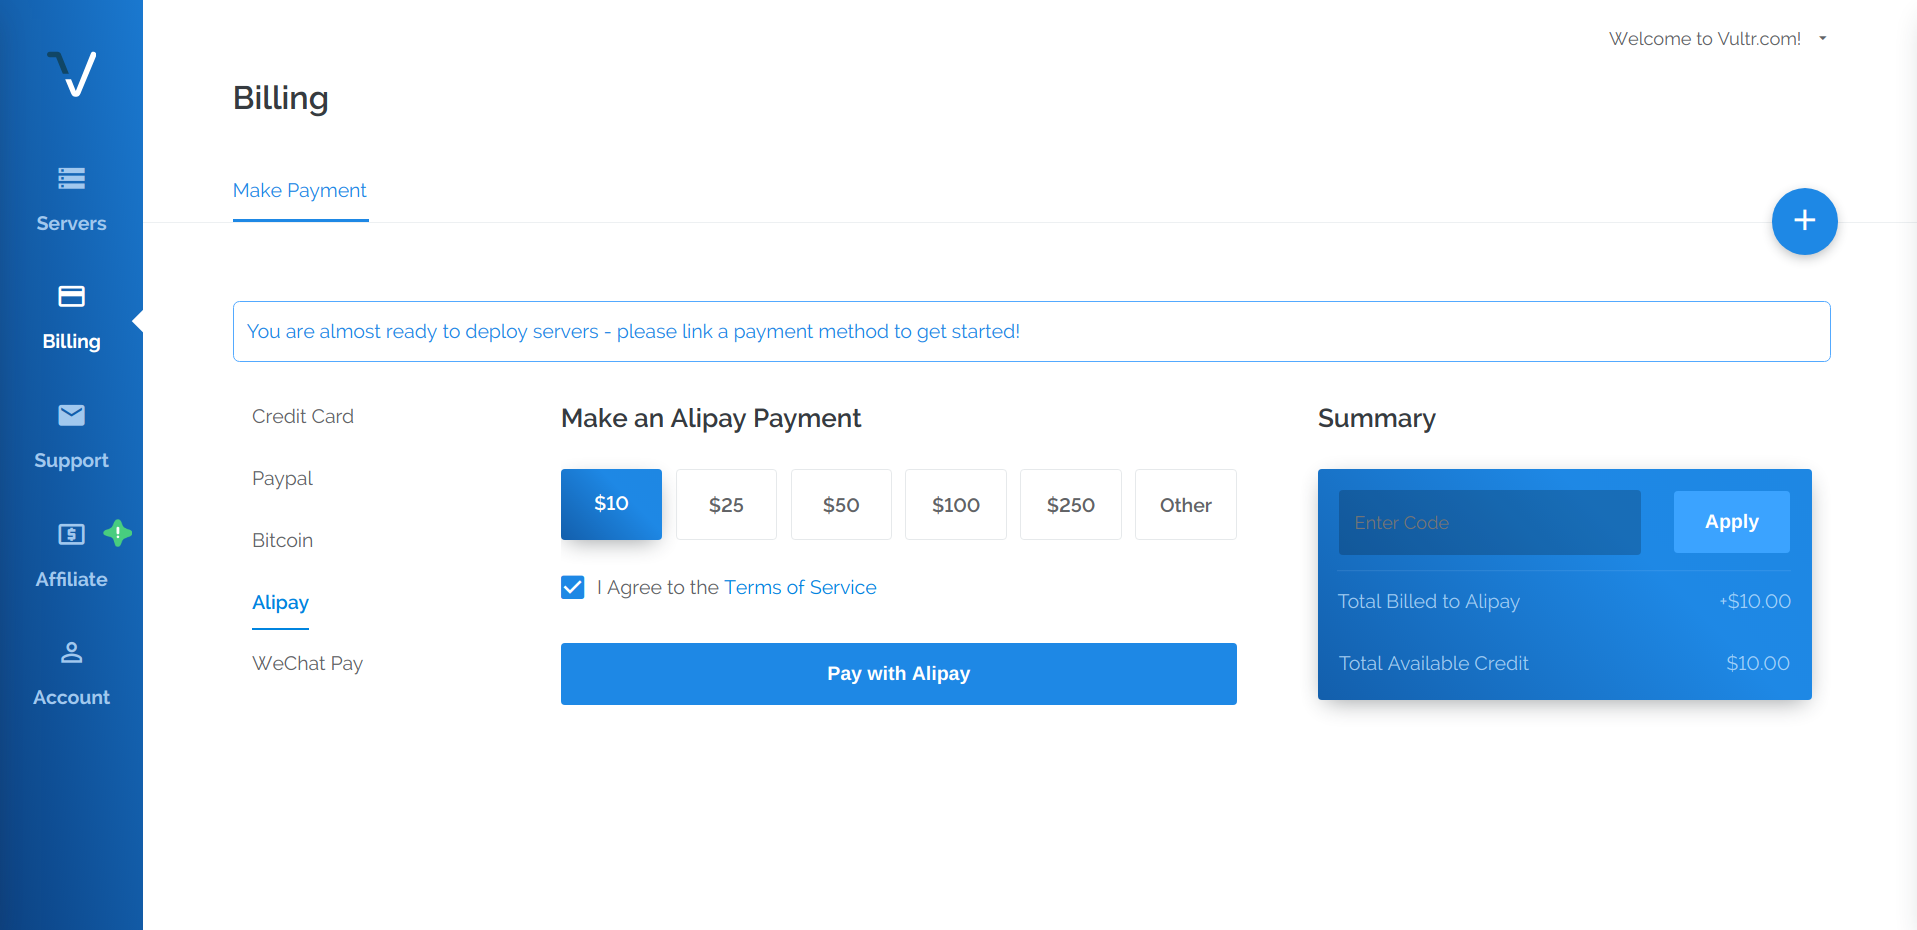 Welcome to Vultr.com!
Billing
Servers
Billing
Support
Affiliate
Account
Make Payment
+
You are almost ready to deploy servers - please link a payment method to get started!
Credit Card
Paypal
Bitcoin
Alipay
WeChat Pay
Make an Alipay Payment
$10 $25 $50 $100 $250 Other
I Agree to the Terms of Service
Pay with Alipay
Summary
Enter Code Apply
Total Billed to Alipay +$10.00
Total Available Credit $10.00